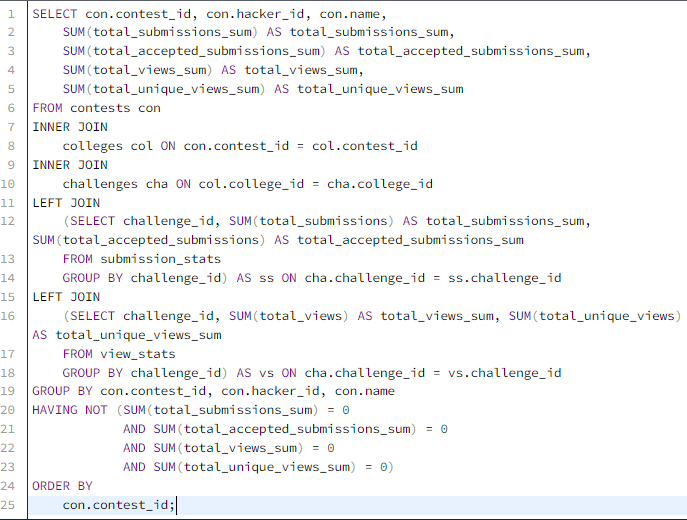 1 SELECT con.contest_id, con.hacker_id, con.name,
2     SUM(total_submissions_sum) AS total_submissions_sum,
3     SUM(total_accepted_submissions_sum) AS total_accepted_submissions_sum,
4     SUM(total_views_sum) AS total_views_sum,
5     SUM(total_unique_views_sum) AS total_unique_views_sum
6 FROM contests con
7 INNER JOIN
8     colleges col ON con.contest_id = col.contest_id
9 INNER JOIN
10     challenges cha ON col.college_id = cha.college_id
11 LEFT JOIN
12     (SELECT challenge_id, SUM(total_submissions) AS total_submissions_sum,
SUM(total_accepted_submissions) AS total_accepted_submissions_sum
13     FROM submission_stats
14     GROUP BY challenge_id) AS ss ON cha.challenge_id = ss.challenge_id
15 LEFT JOIN
16     (SELECT challenge_id, SUM(total_views) AS total_views_sum, SUM(total_unique_views)
AS total_unique_views_sum
17     FROM view_stats
18     GROUP BY challenge_id) AS vs ON cha.challenge_id = vs.challenge_id
19 GROUP BY con.contest_id, con.hacker_id, con.name
20 HAVING NOT (SUM(total_submissions_sum) = 0
21             AND SUM(total_accepted_submissions_sum) = 0
22             AND SUM(total_views_sum) = 0
23             AND SUM(total_unique_views_sum) = 0)
24 ORDER BY
25     con.contest_id;